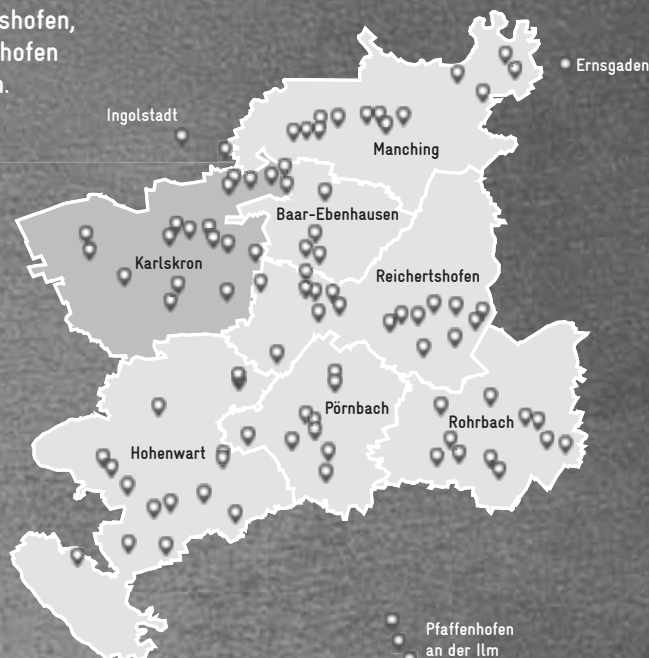 shofen,
hofen
n.
Ernsgaden
Ingolstadt
Manching
Baar-Ebenhausen
Karlskron
Reichertshofen
Pörnbach
Rohrbach
Hohenwart
Pfaffenhofen
an der Ilm